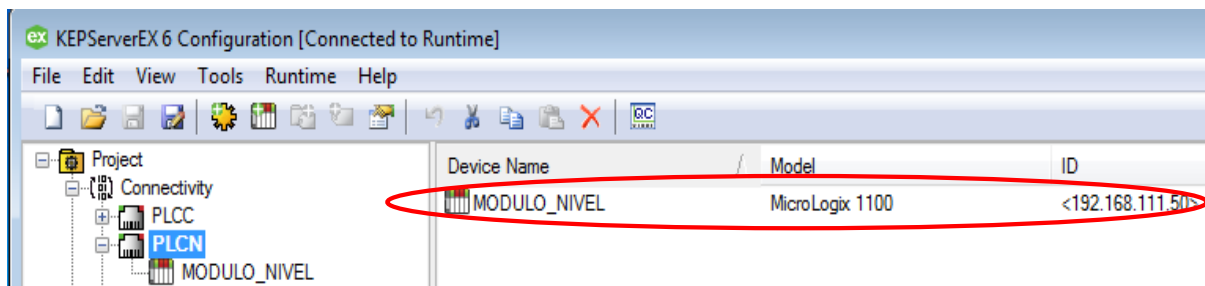 KEPServerEX 6 Configuration [Connected to Runtime]
File Edit View Tools Runtime Help
QC
Project
Connectivity
PLCC
PLCN
MODULO_NIVEL
Device Name Model ID
MODULO_NIVEL MicroLogix 1100 <192.168.111.50>